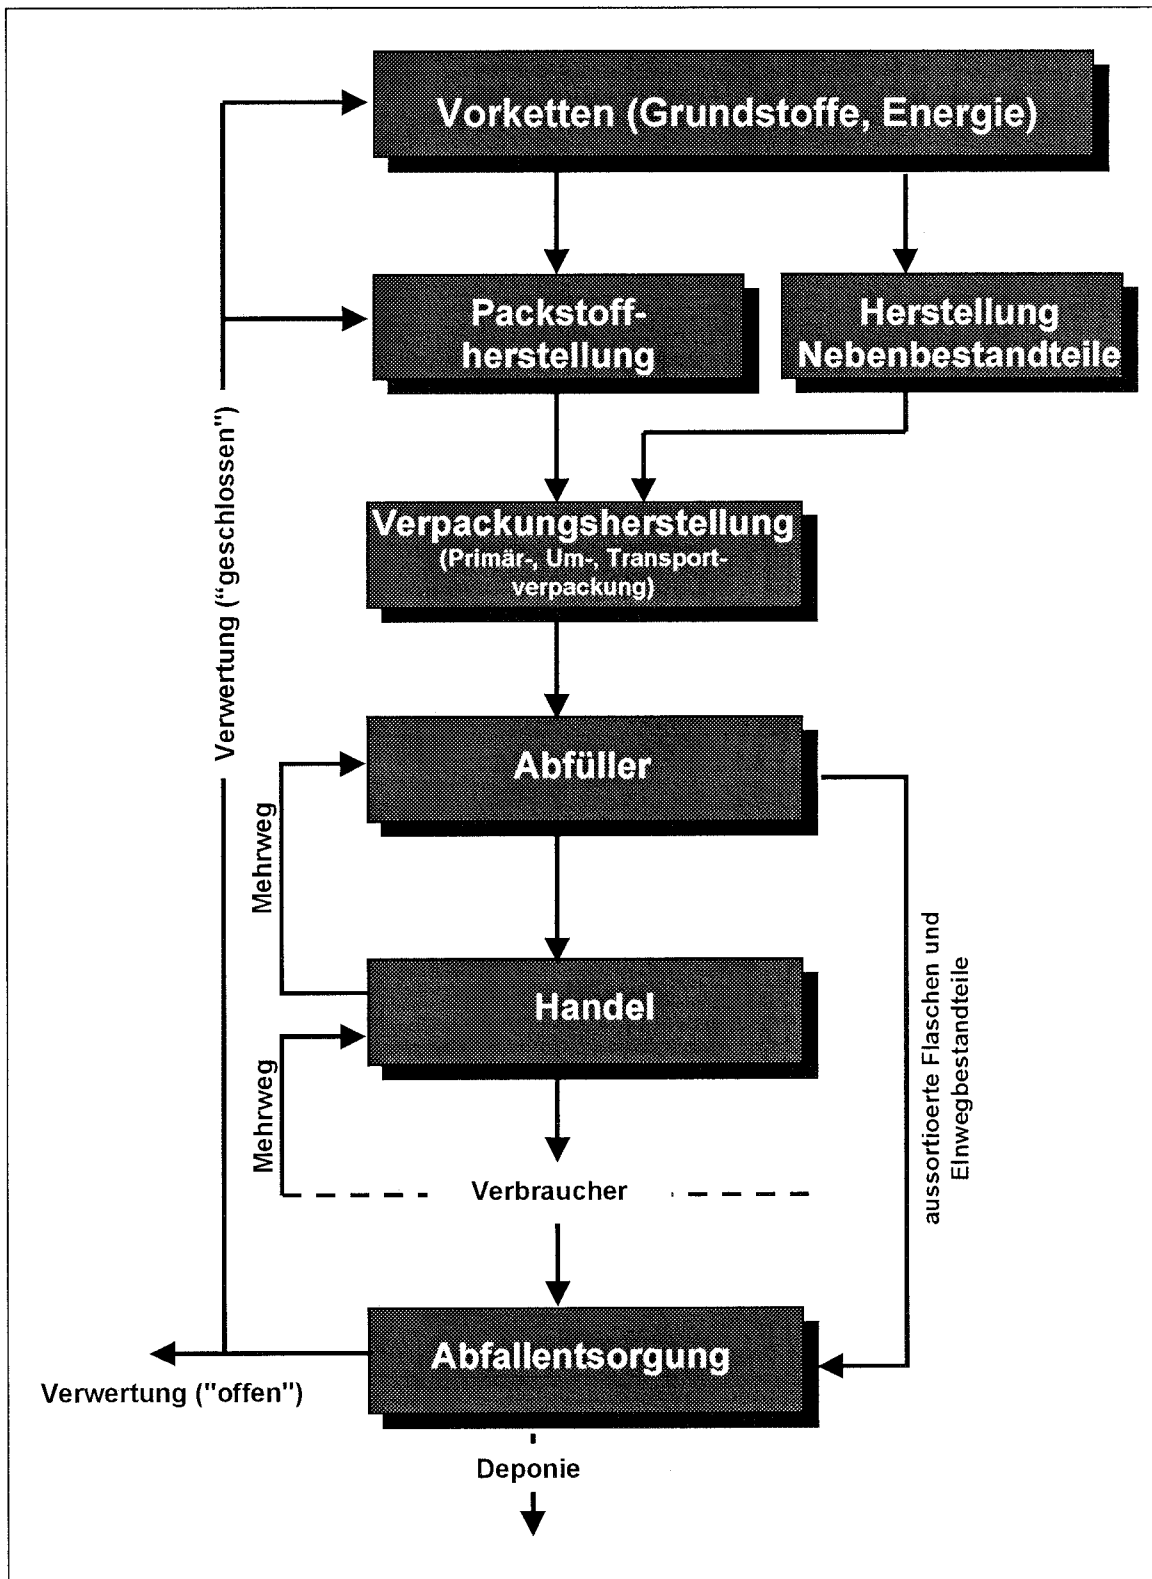 Vorketten (Grundstoffe, Energie)
Packstoff-
herstellung
Herstellung
Nebenbestandteile
Verwertung (“geschlossen")
Verpackungsherstellung
(Primär-, Um-, Transport-
verpackung)
Abfüller
Mehrweg
Handel
Mehrweg
aussortioerte Flaschen und
EInwegbestandteile
Verbraucher
Abfallentsorgung
Verwertung ("offen")
Deponie